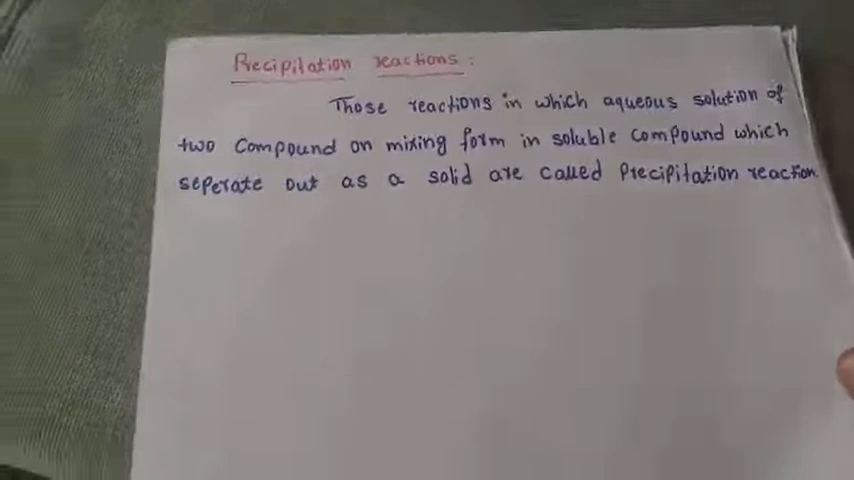 Precipitation reactions :
Those reactions in which aqueous solution of
two compound on mixing form in soluble compound which
seperate out as a solid are called precipitation reaction.